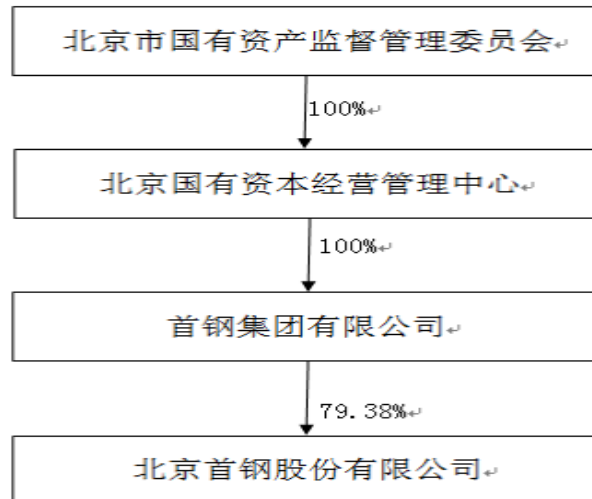 北京市国有资产监督管理委员会
100%
北京国有资本经营管理中心
100%
首钢集团有限公司
79.38%
北京首钢股份有限公司